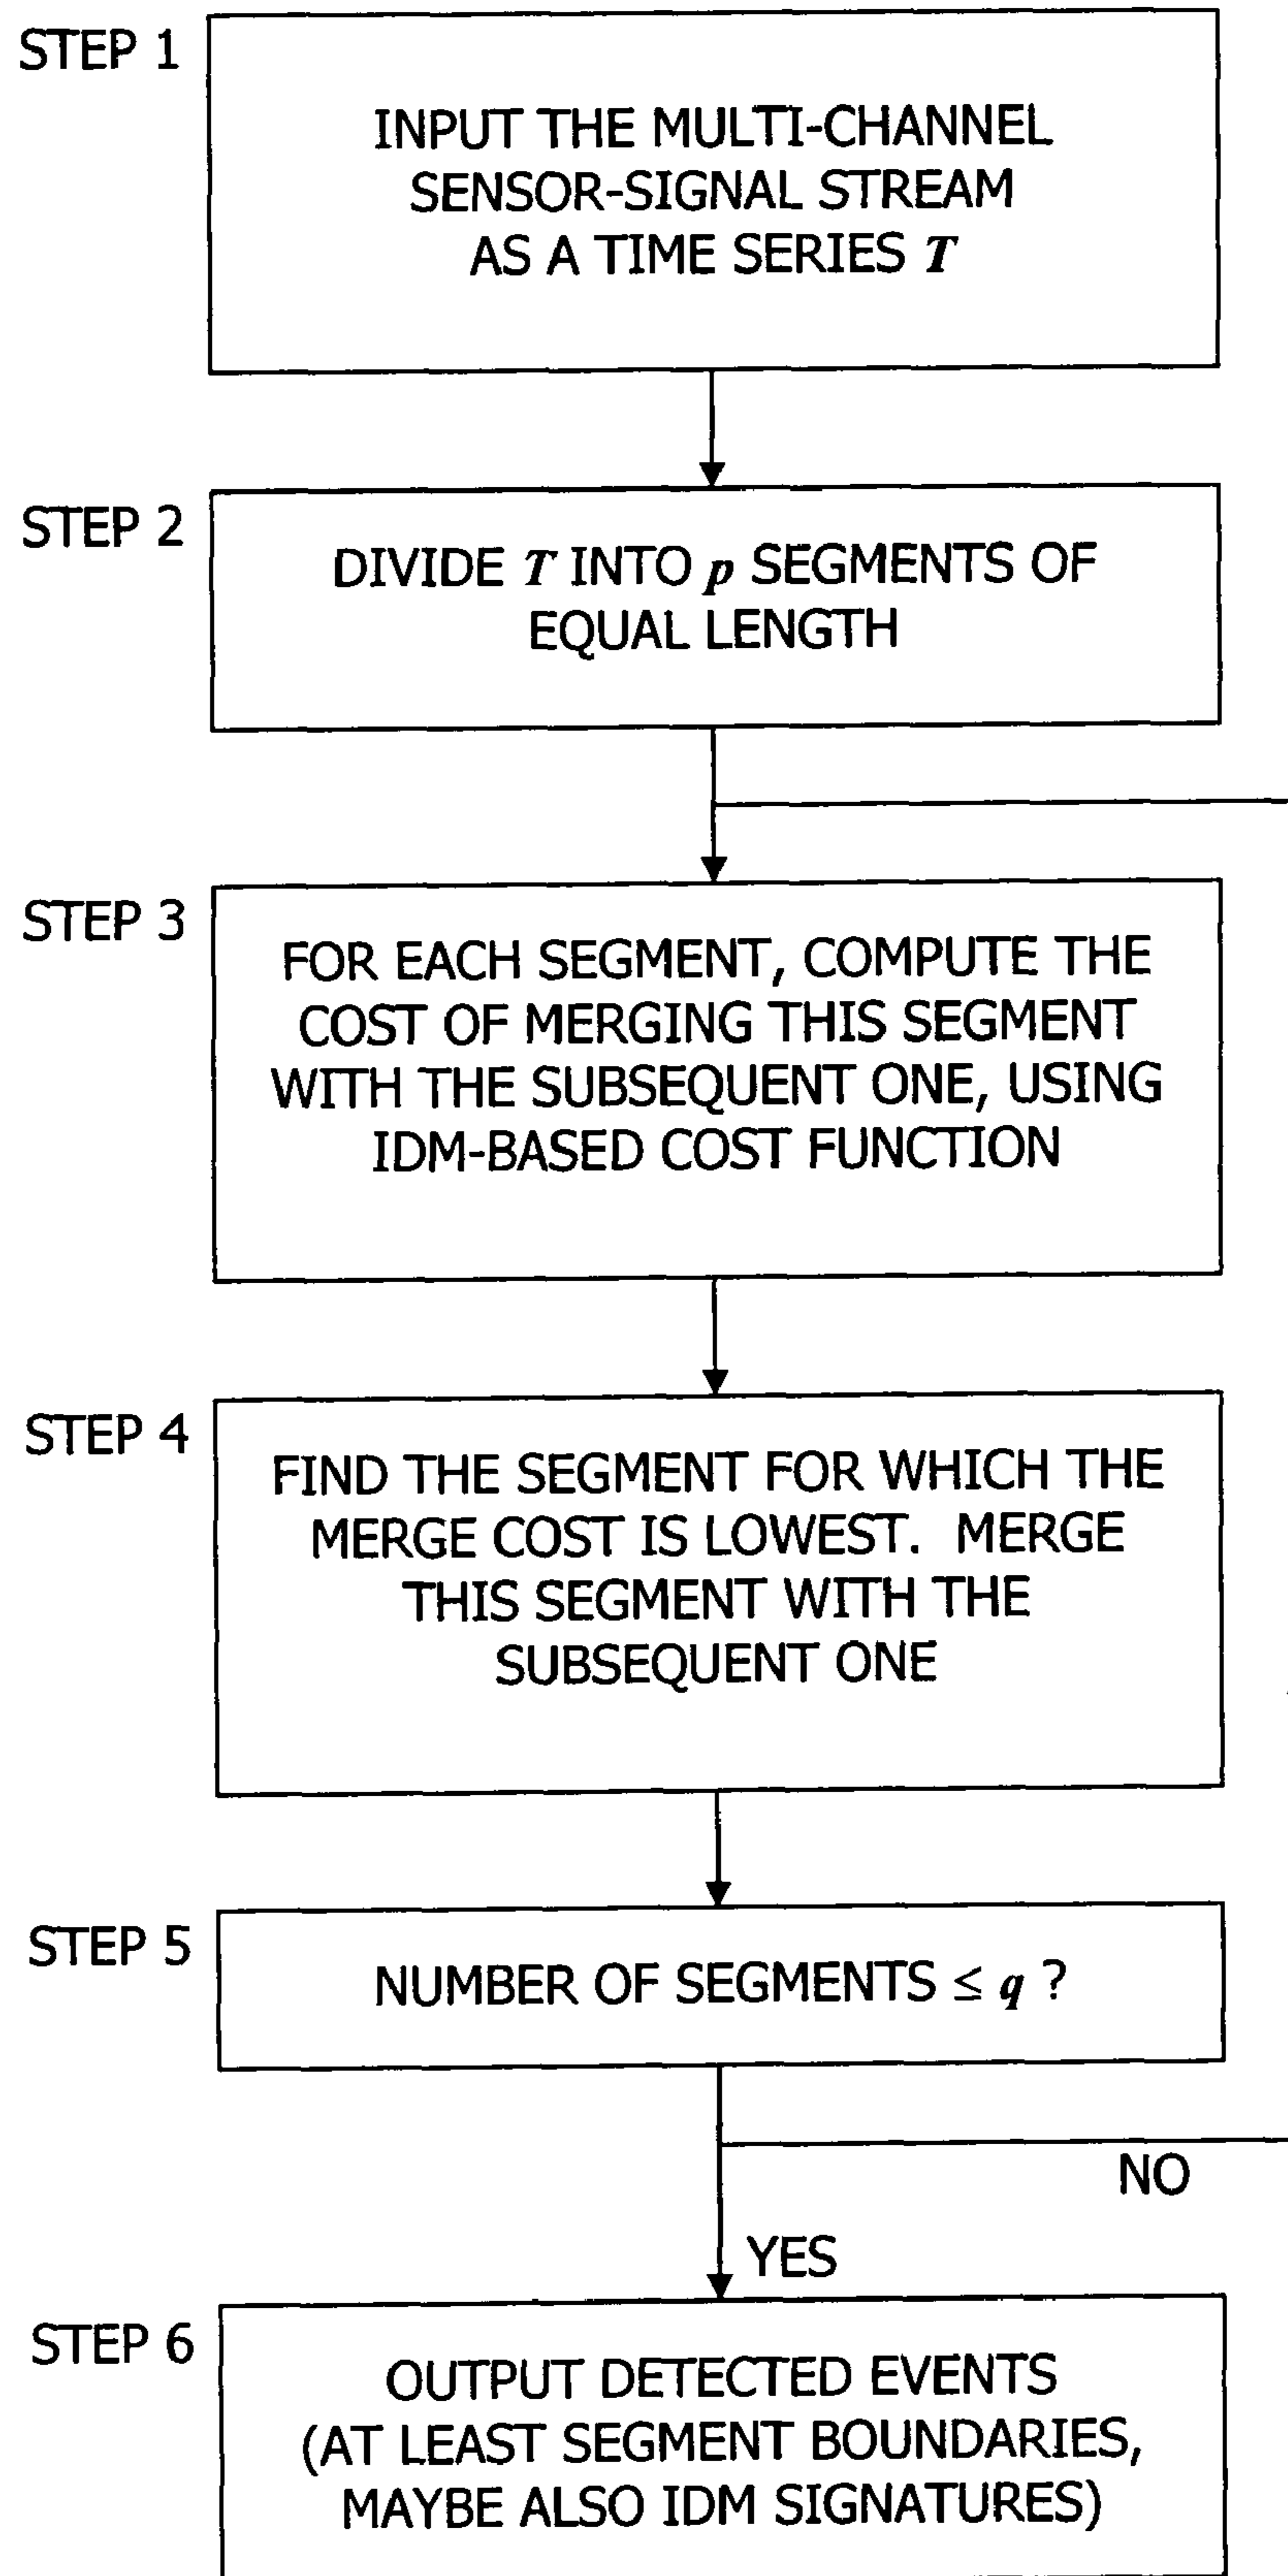 STEP 1
INPUT THE MULTI-CHANNEL
SENSOR-SIGNAL STREAM
AS A TIME SERIES T
STEP 2
DIVIDE T INTO p SEGMENTS OF
EQUAL LENGTH
STEP 3
FOR EACH SEGMENT, COMPUTE THE
COST OF MERGING THIS SEGMENT
WITH THE SUBSEQUENT ONE, USING
IDM-BASED COST FUNCTION
STEP 4
FIND THE SEGMENT FOR WHICH THE
MERGE COST IS LOWEST. MERGE
THIS SEGMENT WITH THE
SUBSEQUENT ONE
STEP 5
NUMBER OF SEGMENTS ≤ q ?
NO
YES
STEP 6
OUTPUT DETECTED EVENTS
(AT LEAST SEGMENT BOUNDARIES,
MAYBE ALSO IDM SIGNATURES)